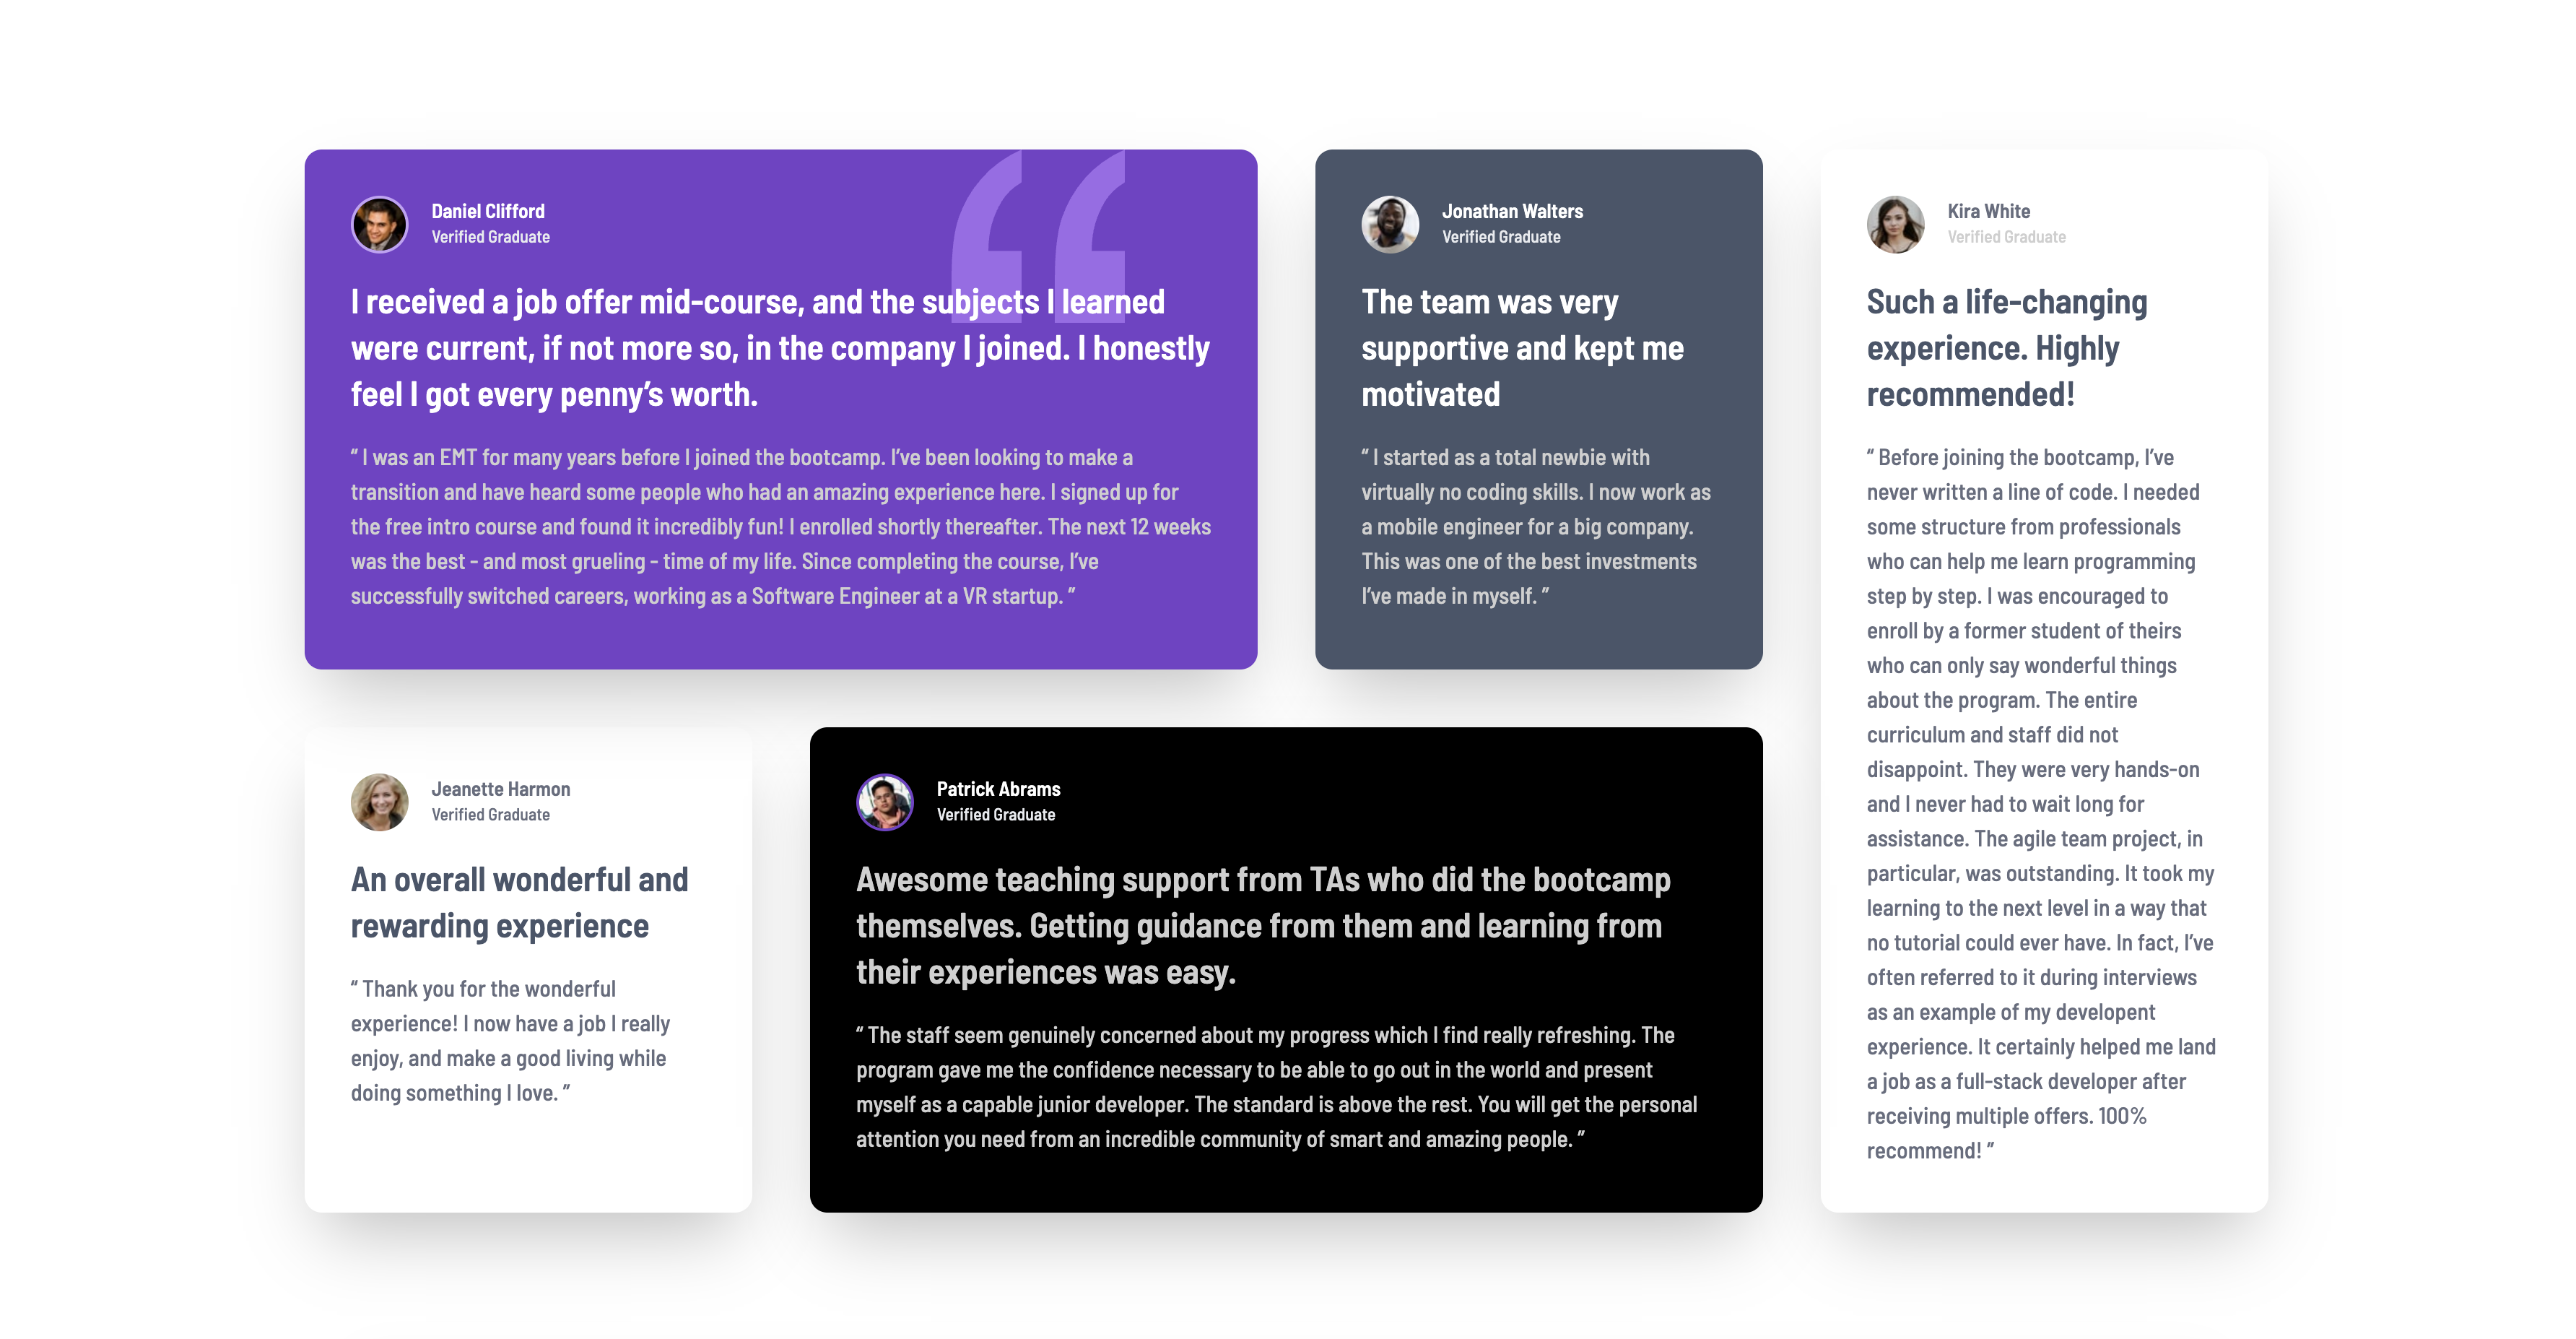 Daniel Clifford
Verified Graduate
I received a job offer mid-course, and the subjects I learned
were current, if not more so, in the company I joined. I honestly
feel I got every penny’s worth.
“ I was an EMT for many years before I joined the bootcamp. I’ve been looking to make a
transition and have heard some people who had an amazing experience here. I signed up for
the free intro course and found it incredibly fun! I enrolled shortly thereafter. The next 12 weeks
was the best - and most grueling - time of my life. Since completing the course, I’ve
successfully switched careers, working as a Software Engineer at a VR startup. ”
Jonathan Walters
Verified Graduate
The team was very
supportive and kept me
motivated
“ I started as a total newbie with
virtually no coding skills. I now work as
a mobile engineer for a big company.
This was one of the best investments
I’ve made in myself. ”
Kira White
Verified Graduate
Such a life-changing
experience. Highly
recommended!
“ Before joining the bootcamp, I’ve
never written a line of code. I needed
some structure from professionals
who can help me learn programming
step by step. I was encouraged to
enroll by a former student of theirs
who can only say wonderful things
about the program. The entire
curriculum and staff did not
disappoint. They were very hands-on
and I never had to wait long for
assistance. The agile team project, in
particular, was outstanding. It took my
learning to the next level in a way that
no tutorial could ever have. In fact, I’ve
often referred to it during interviews
as an example of my developent
experience. It certainly helped me land
a job as a full-stack developer after
receiving multiple offers. 100%
recommend! ”
Jeanette Harmon
Verified Graduate
An overall wonderful and
rewarding experience
“ Thank you for the wonderful
experience! I now have a job I really
enjoy, and make a good living while
doing something I love. ”
Patrick Abrams
Verified Graduate
Awesome teaching support from TAs who did the bootcamp
themselves. Getting guidance from them and learning from
their experiences was easy.
“ The staff seem genuinely concerned about my progress which I find really refreshing. The
program gave me the confidence necessary to be able to go out in the world and present
myself as a capable junior developer. The standard is above the rest. You will get the personal
attention you need from an incredible community of smart and amazing people. ”